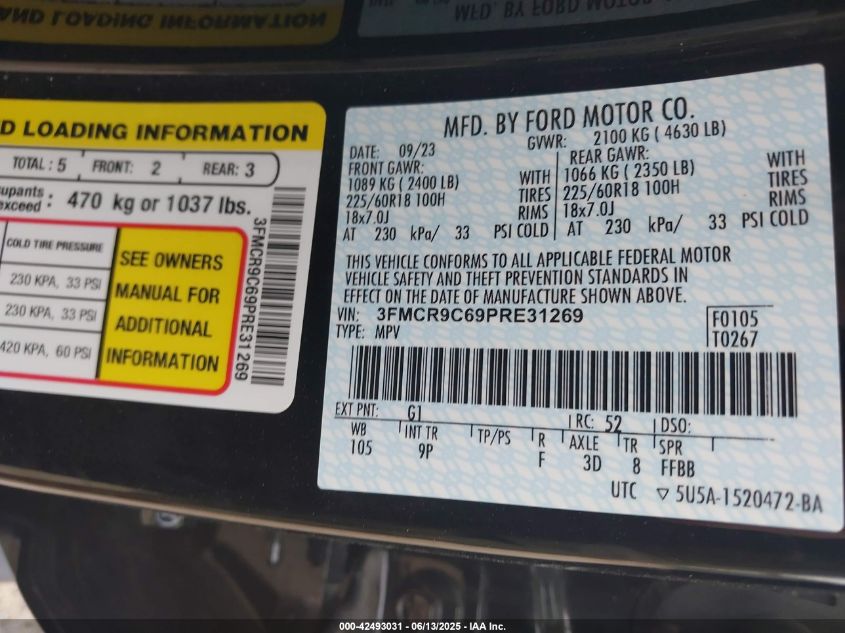 AND LOADING INFORMATION
MFD. BY FORD MOTOR
D LOADING INFORMATION
TOTAL: 5 FRONT: 2 REAR: 3
upants :
exceed : 470 kg or 1037 lbs.
COLD TIRE PRESSURE
230 KPA, 33 PSI
230 KPA, 33 PSI
420 KPA, 60 PSI
SEE OWNERS
MANUAL FOR
ADDITIONAL
INFORMATION
3FMCR9C69PRE31269
MFD. BY FORD MOTOR CO.
DATE: 09/23 GVWR: 2100 KG ( 4630 LB)
FRONT GAWR: REAR GAWR:
1089 KG ( 2400 LB) WITH 1066 KG ( 2350 LB) WITH
225/60R18 100H TIRES 225/60R18 100H TIRES
18x7.0J RIMS 18x7.0J RIMS
AT 230 kPa/ 33 PSI COLD AT 230 kPa/ 33 PSI COLD
THIS VEHICLE CONFORMS TO ALL APPLICABLE FEDERAL MOTOR
VEHICLE SAFETY AND THEFT PREVENTION STANDARDS IN
EFFECT ON THE DATE OF MANUFACTURE SHOWN ABOVE.
VIN: 3FMCR9C69PRE31269 F0105
TYPE: MPV T0267
EXT PNT: G1 RC: 52 DSO:
WB INT TR TP/PS R AXLE TR SPR
105 9P F 3D 8 FFBB
UTC ▽ 5U5A-1520472-BA
000-42493031 - 06/13/2025 - IAA Inc.